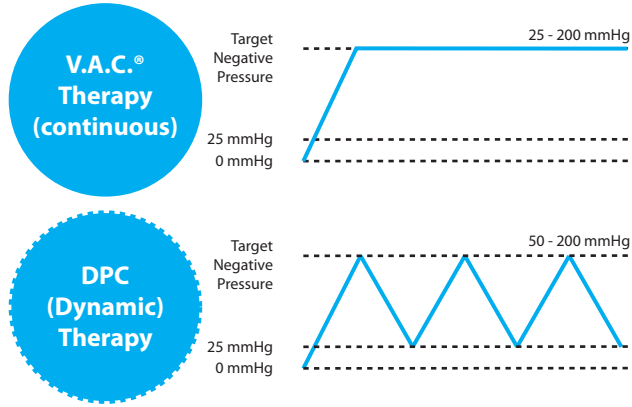 V.A.C.®
Therapy
(continuous)
Target
Negative
Pressure
25 - 200 mmHg
25 mmHg
0 mmHg
DPC
(Dynamic)
Therapy
Target
Negative
Pressure
50 - 200 mmHg
25 mmHg
0 mmHg